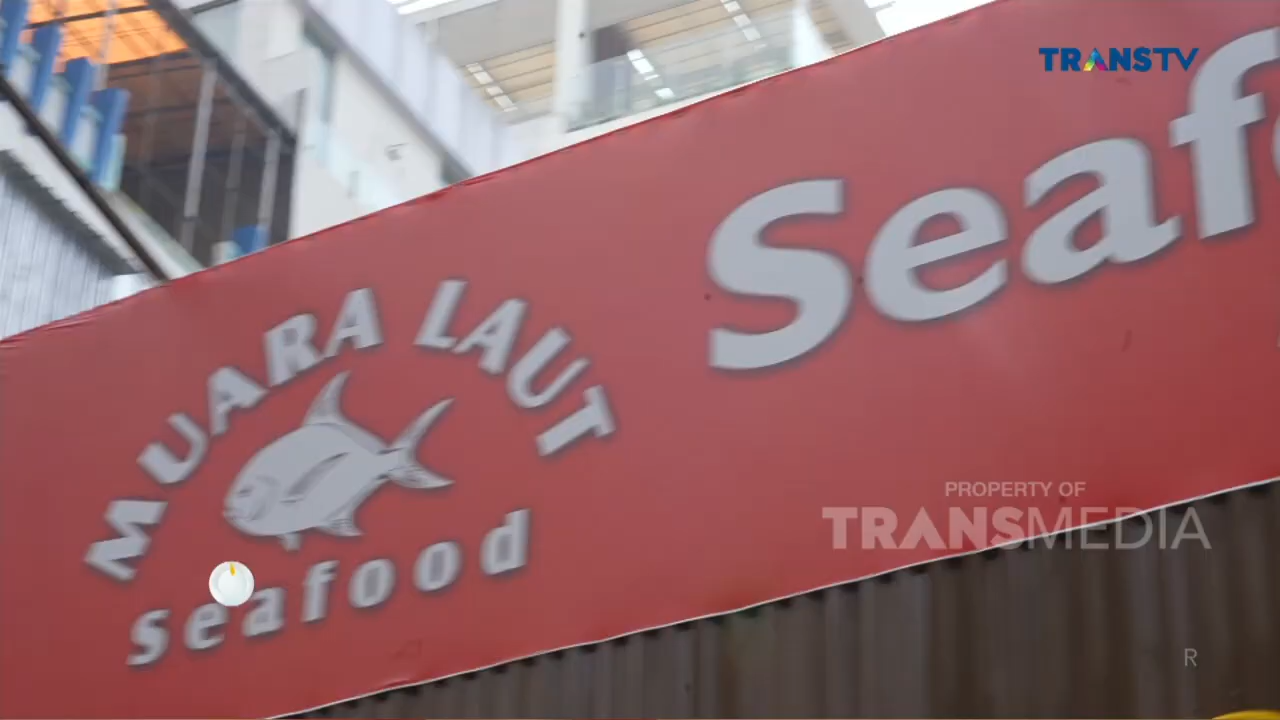 TRANSTV
Seaf
MUARA LAUT
seafood
PROPERTY OF
TRANSMEDIA
R